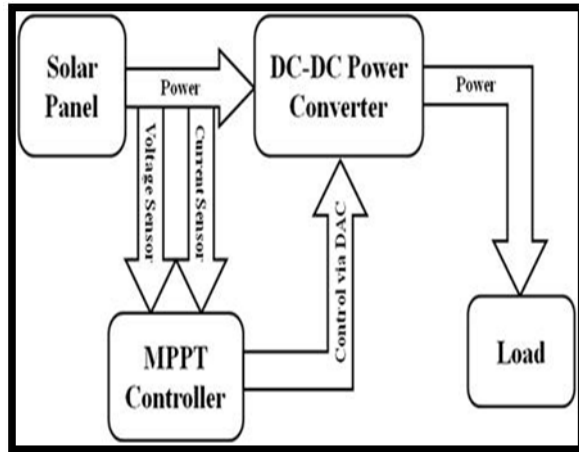 Solar
Panel
Power
DC-DC Power
Converter
Power
Voltage Sensor
Current Sensor
Control via DAC
MPPT
Controller
Load